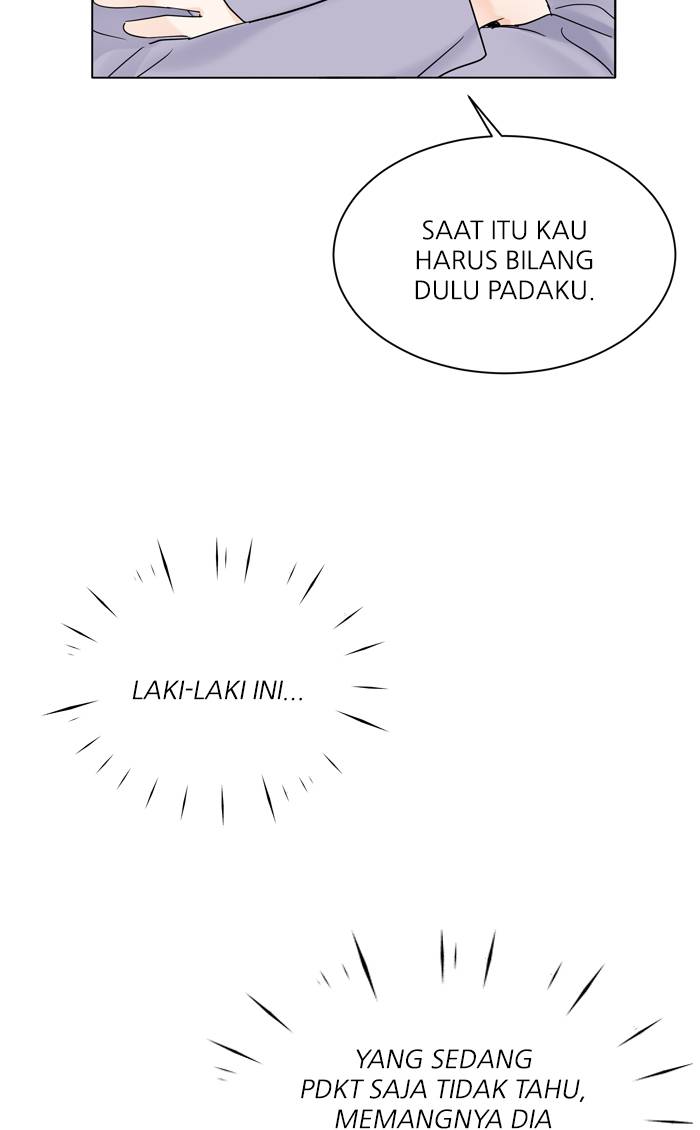 SAAT ITU KAU
HARUS BILANG
DULU PADAKU.
LAKI-LAKI INI...
YANG SEDANG
PDKT SAJA TIDAK TAHU,
MEMANGNYA DIA